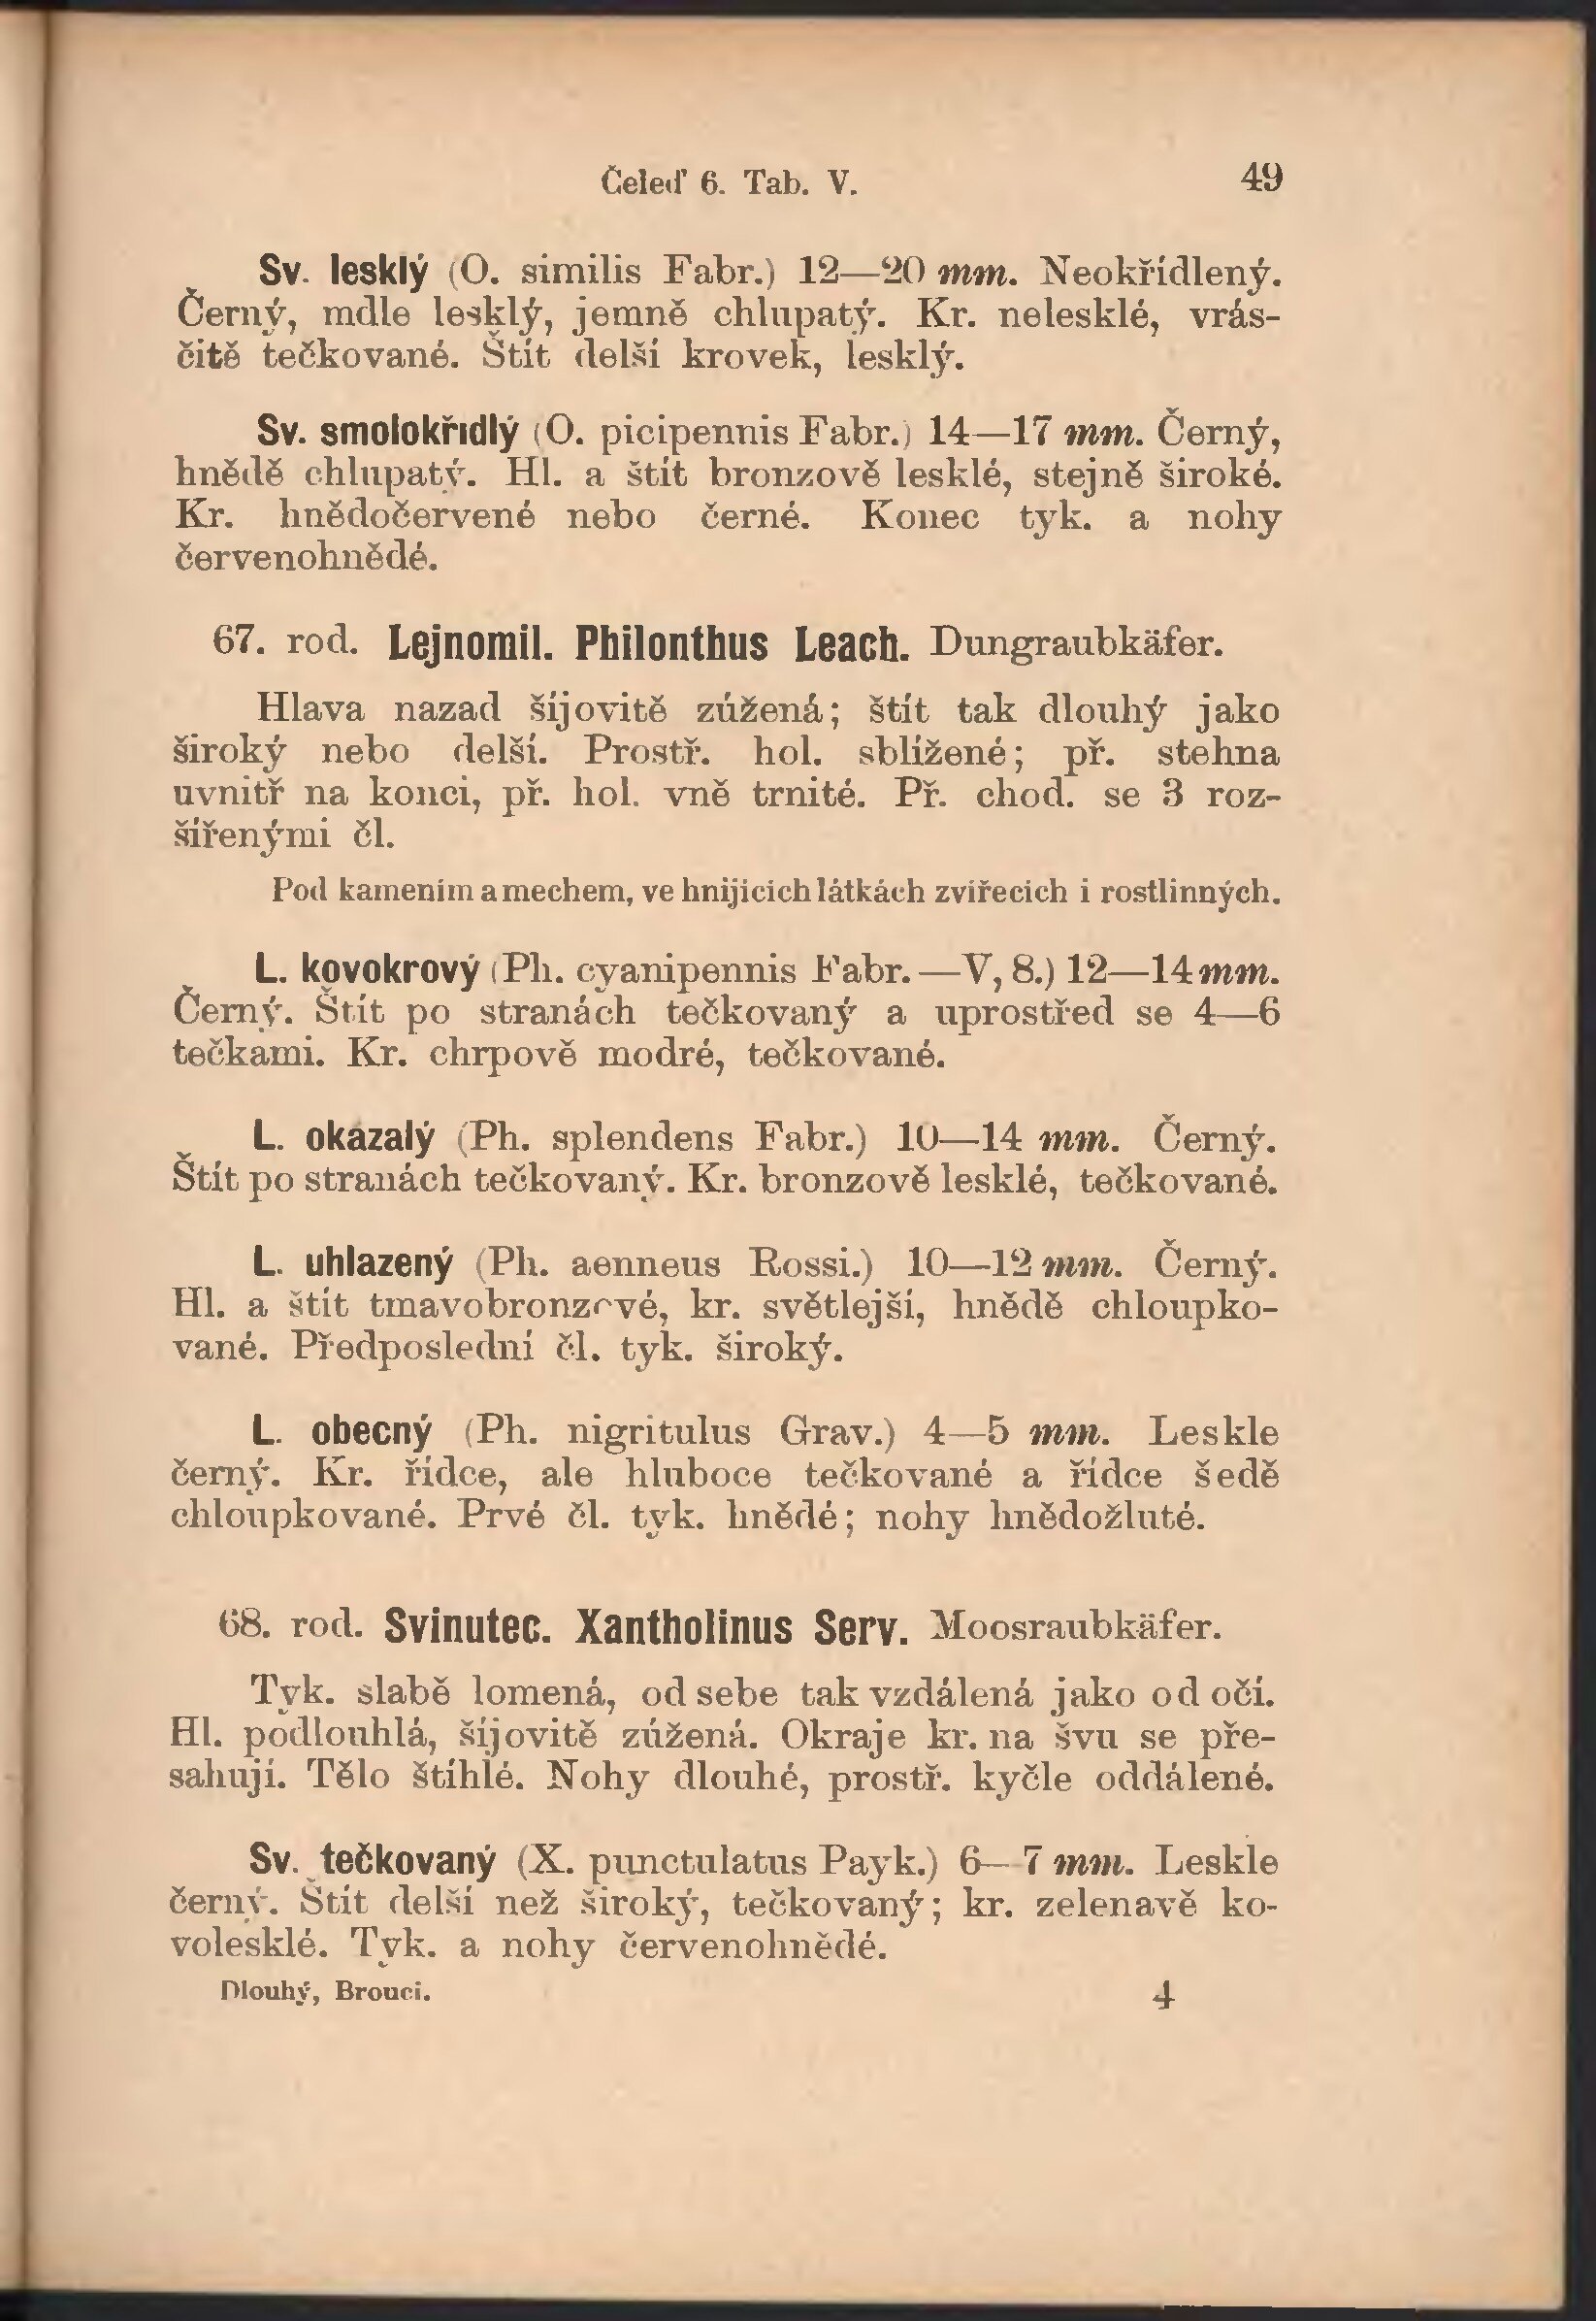 Čeleď 6. Tab. V. 49
Sv. lesklý (O. similis Fabr.) 12—20 mm. Neokřídlený.
Černý, mdle lesklý, jemně chlupatý. Kr. nelesklé, vrás-
čitě tečkované. Štít delší krovek, lesklý.
Sv. smolokřídlý (O. picipennis Fabr.) 14—17 mm. Černý,
hnědě chlupatý. Hl. a štít bronzově lesklé, stejně široké.
Kr. hnědočervené nebo černé. Konec tyk. a nohy
červenohnědé.
67. rod. Lejnomil. Philonthus Leach. Dungraubkäfer.
Hlava nazad šíjovitě zúžená; štít tak dlouhý jako
široký nebo delší. Prostř. hol. sblížené; př. stehna
uvnitř na konci, př. hol. vně trnité. Př. chod. se 3 roz-
šířenými čl.
Pod kamením a mechem, ve hnijících látkách zvířecích i rostlinných.
L. kovokrový (Ph. cyanipennis Fabr. — V, 8.) 12—14 mm.
Černý. Štít po stranách tečkovaný a uprostřed se 4—6
tečkami. Kr. chrpově modré, tečkované.
L. okázalý (Ph. splendens Fabr.) 10—14 mm. Černý.
Štít po stranách tečkovaný. Kr. bronzově lesklé, tečkované.
L. uhlazený (Ph. aenneus Rossi.) 10—12 mm. Černý.
Hl. a štít tmavobronzové, kr. světlejší, hnědě chloupko-
vané. Předposlední čl. tyk. široký.
L. obecný (Ph. nigritulus Grav.) 4—5 mm. Leskle
černý. Kr. řídce, ale hluboce tečkované a řídce šedě
chloupkované. Prvé čl. tyk. hnědé; nohy hnědožluté.
68. rod. Svinutec. Xantholinus Serv. Moosraubkäfer.
Tyk. slabě lomená, od sebe tak vzdálená jako od očí.
Hl. podlouhlá, šíjovitě zúžená. Okraje kr. na švu se pře-
sahují. Tělo štíhlé. Nohy dlouhé, prostř. kyčle oddálené.
Sv. tečkovaný (X. punctulatus Payk.) 6—7 mm. Leskle
černý. Štít delší než široký, tečkovaný; kr. zelenavě ko-
volesklé. Tyk. a nohy červenohnědé.
Dlouhý, Brouci. 4